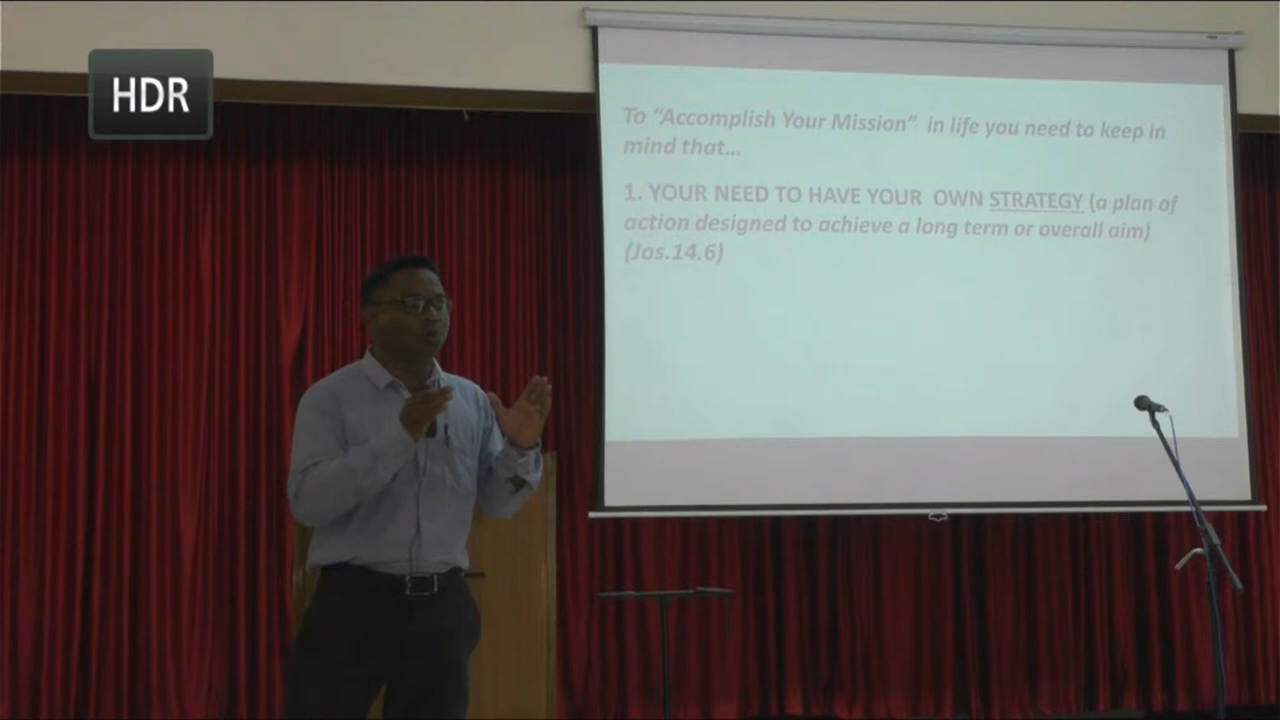 HDR
To “Accomplish Your Mission” in life you need to keep in
mind that...
1. YOUR NEED TO HAVE YOUR OWN STRATEGY (a plan of
action designed to achieve a long term or overall aim)
(Jos.14.6)